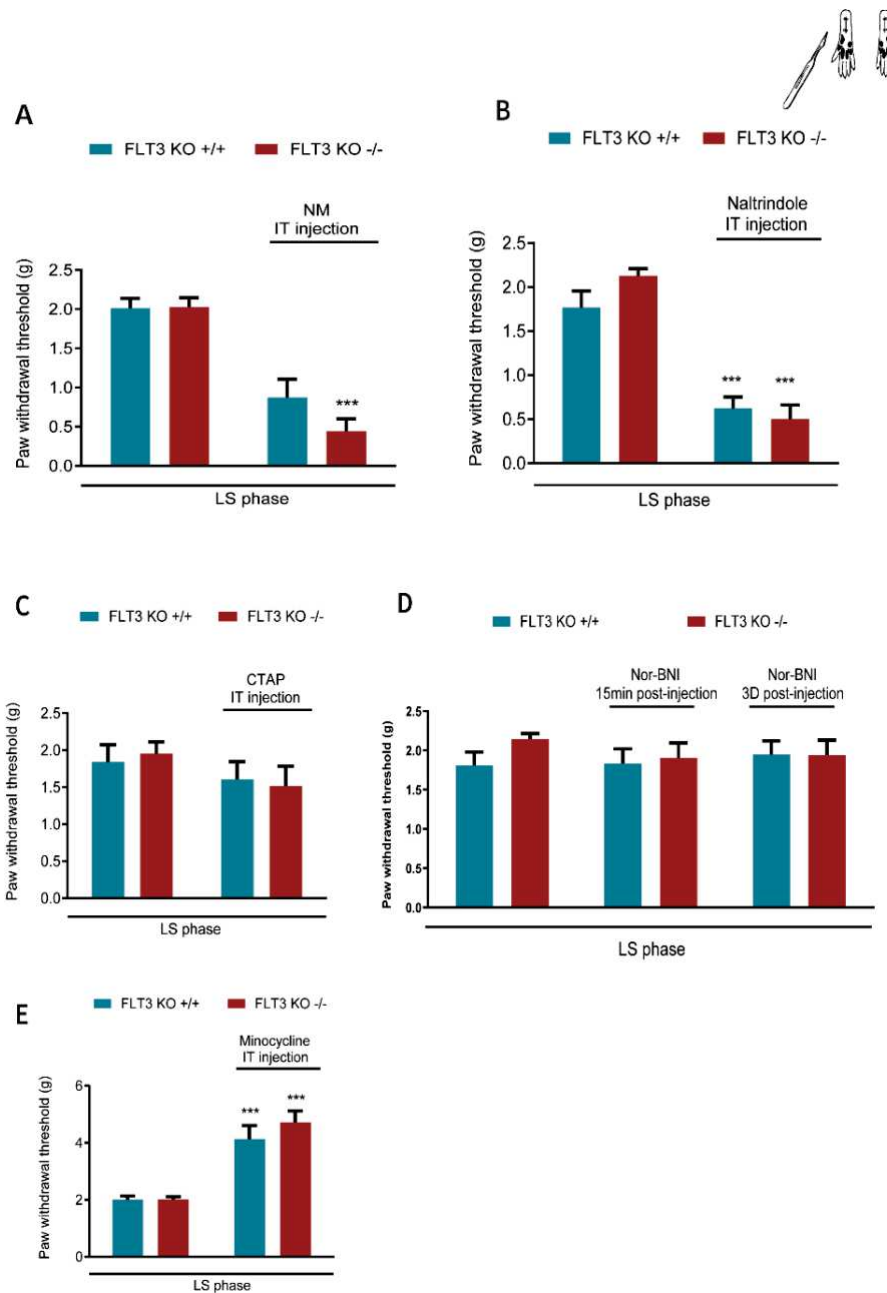 A
FLT3 KO +/+ FLT3 KO -/-
NM
IT injection
Paw withdrawal threshold (g)
2.5
2.0
1.5
1.0
0.5
0.0
***
LS phase
B
FLT3 KO +/+ FLT3 KO -/-
Naltrindole
IT injection
Paw withdrawal threshold (g)
2.5
2.0
1.5
1.0
0.5
0.0
*** ***
LS phase
C
FLT3 KO +/+ FLT3 KO -/-
CTAP
IT injection
Paw withdrawal threshold (g)
2.5
2.0
1.5
1.0
0.5
0.0
LS phase
D
FLT3 KO +/+ FLT3 KO -/-
Nor-BNI
15min post-injection
Nor-BNI
3D post-injection
Paw withdrawal threshold (g)
2.5
2.0
1.5
1.0
0.5
0.0
LS phase
E
FLT3 KO +/+ FLT3 KO -/-
Minocycline
IT injection
Paw withdrawal threshold (g)
6
4
2
0
*** ***
LS phase